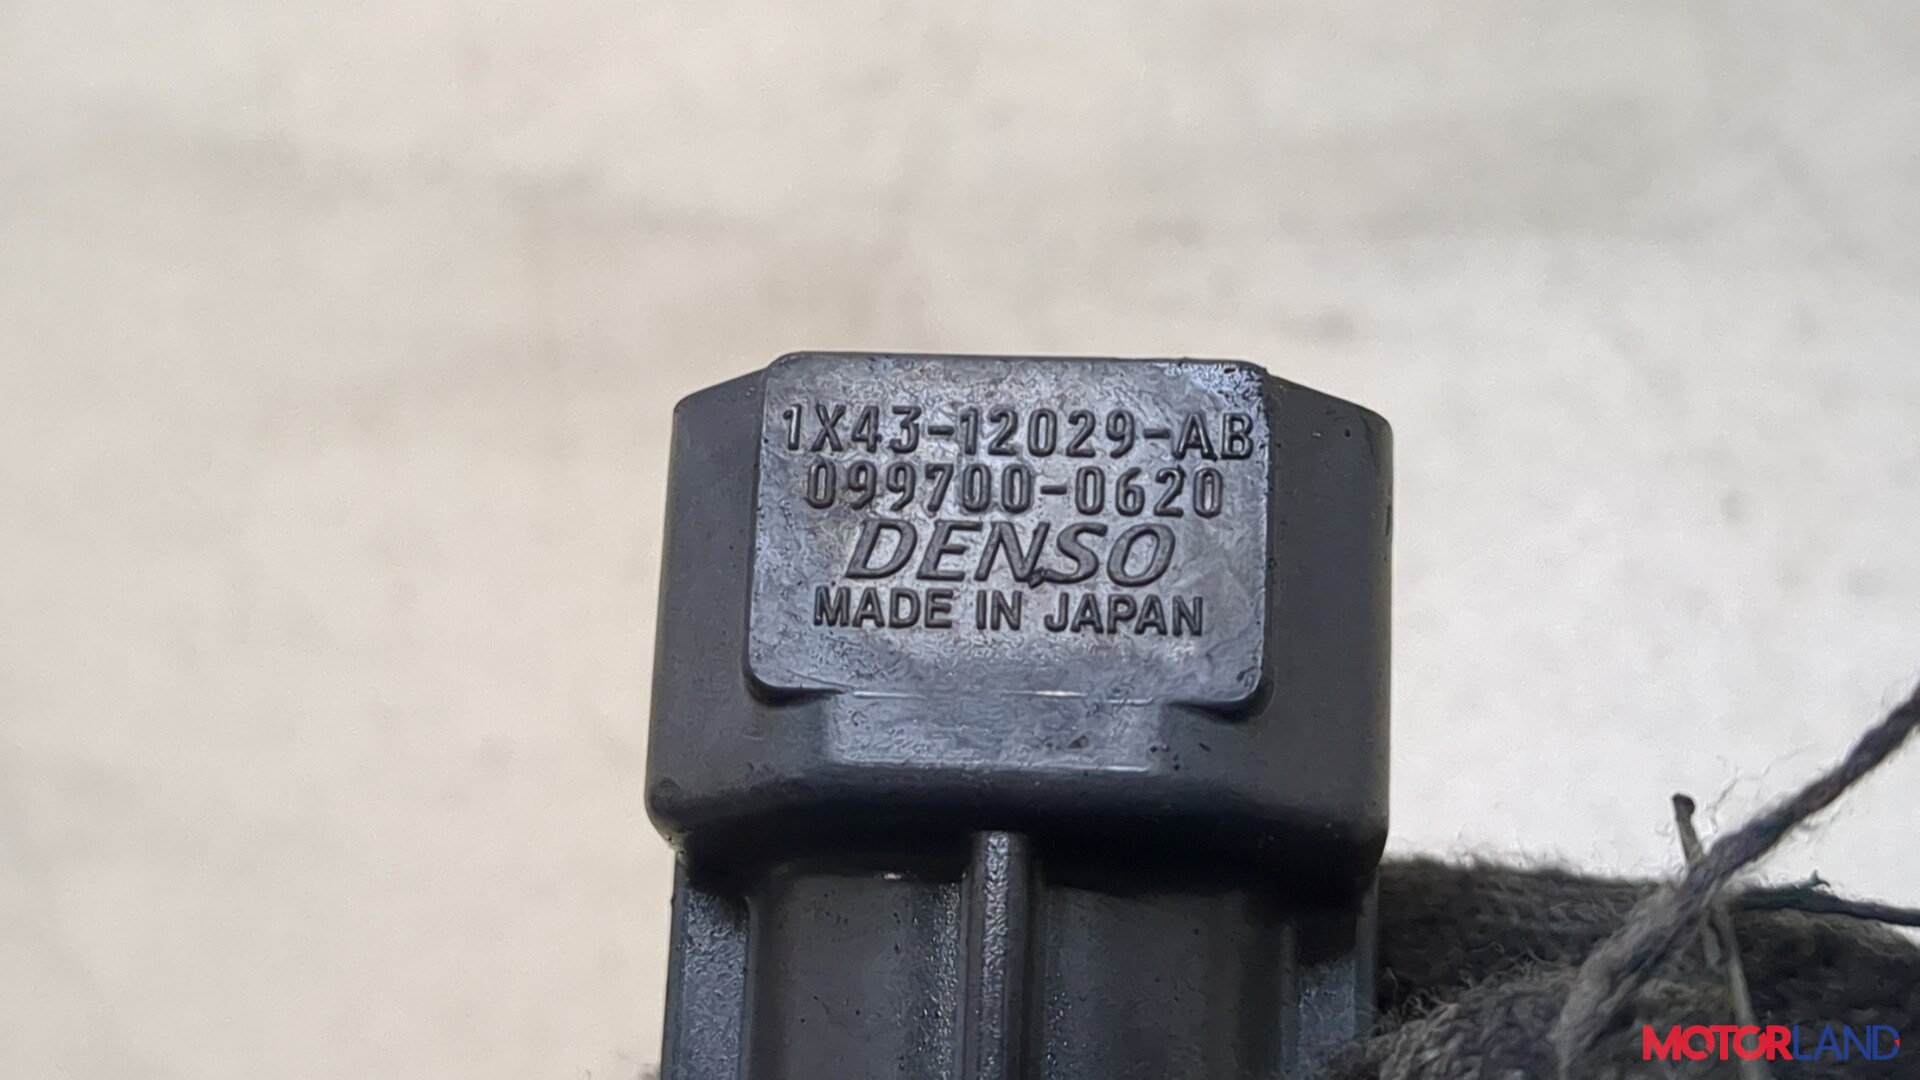 1X43-12029-AB
099700-0620
DENSO
MADE IN JAPAN
MOTORLAND